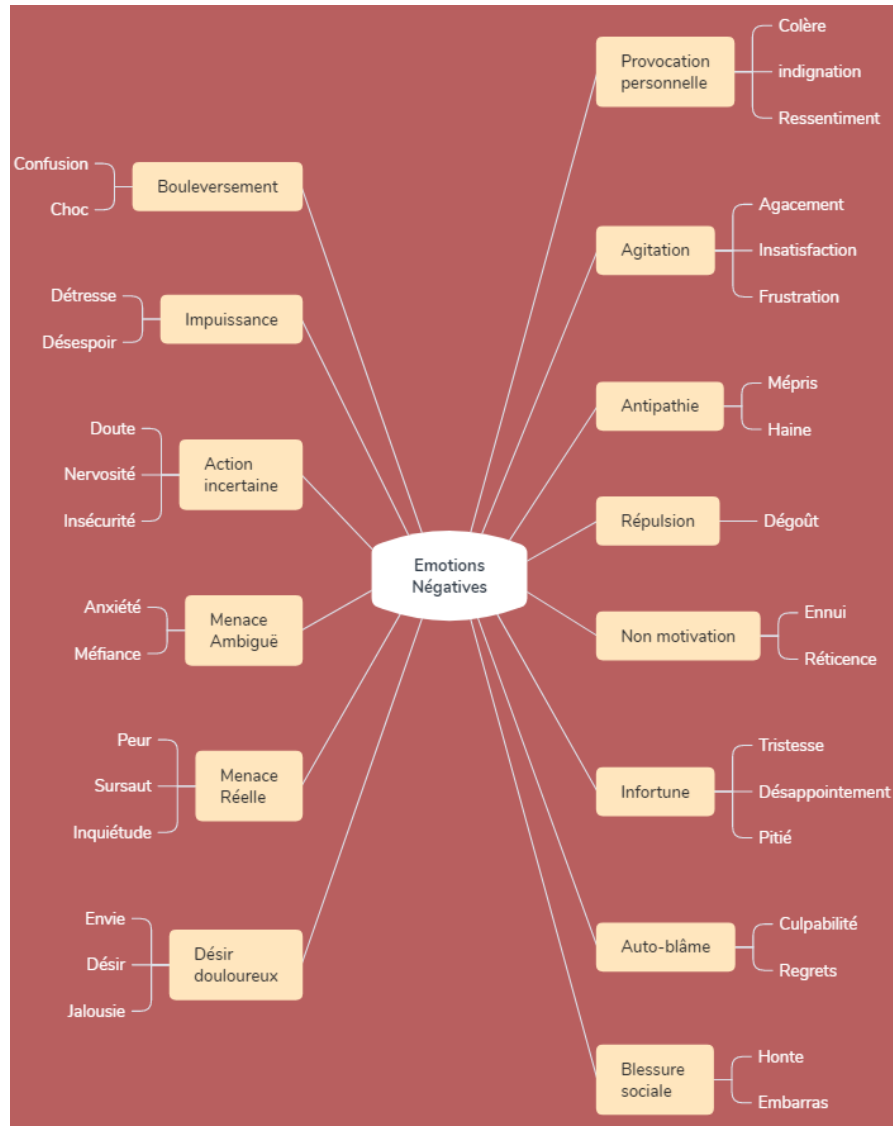 Emotions
Négatives
Provocation
personnelle
Colère
indignation
Ressentiment
Agitation
Agacement
Insatisfaction
Frustration
Antipathie
Mépris
Haine
Répulsion
Dégoût
Non motivation
Ennui
Réticence
Infortune
Tristesse
Désappointement
Pitié
Auto-blâme
Culpabilité
Regrets
Blessure
sociale
Honte
Embarras
Bouleversement
Confusion
Choc
Impuissance
Détresse
Désespoir
Action
incertaine
Doute
Nervosité
Insécurité
Menace
Ambiguë
Anxiété
Méfiance
Menace
Réelle
Peur
Sursaut
Inquiétude
Désir
douloureux
Envie
Désir
Jalousie